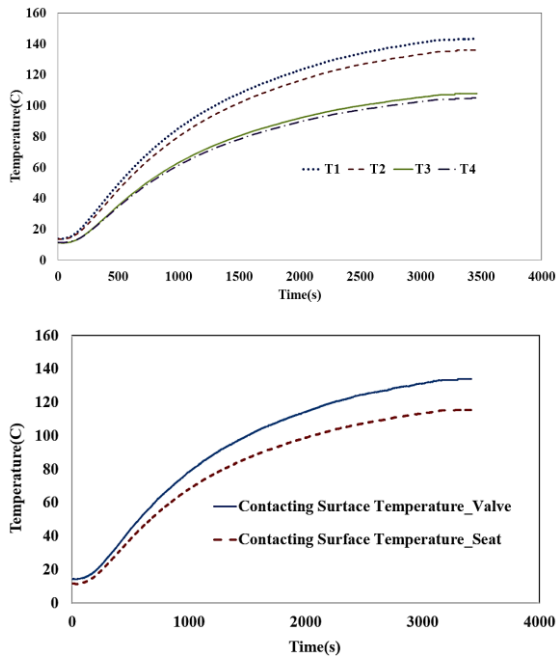 160
140
120
100
80
60
40
20
0
Temperature(C)
T1 T2 T3 T4
0 500 1000 1500 2000 2500 3000 3500 4000
Time(s)
160
140
120
100
80
60
40
20
0
Temperature(C)
Contacting Surtace Temperature_Valve
Contacting Surface Temperature_Seat
0 1000 2000 3000 4000
Time(s)